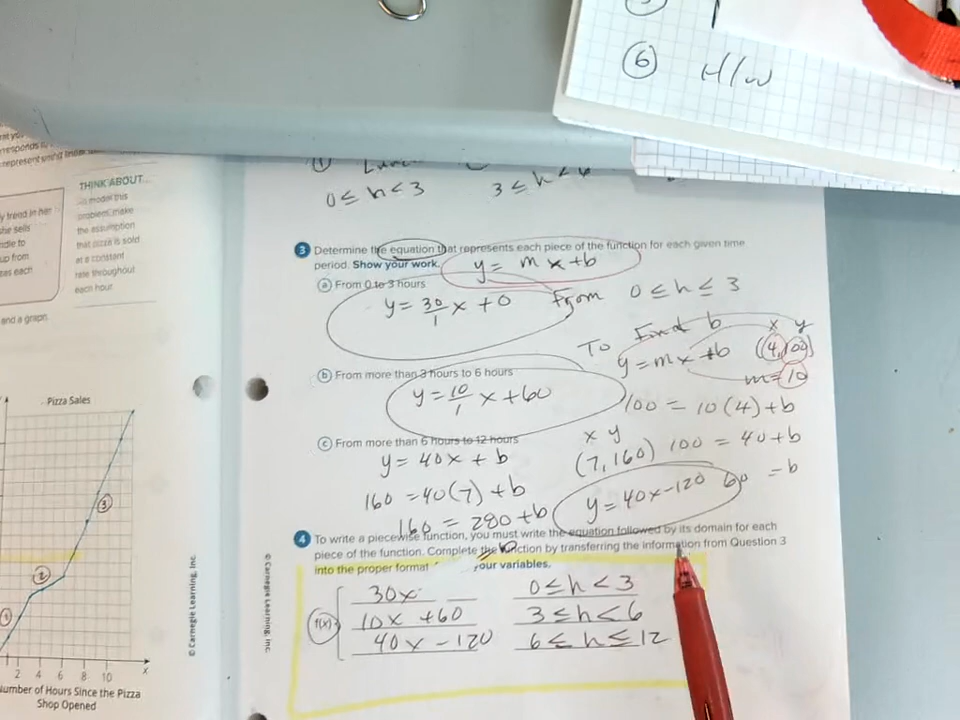 ⑥ H/W
THINK ABOUT...
problem, make
the assumption
that pizza is sold
at a constant
rate throughout
each hour.
and a graph.
Pizza Sales
③
②
①
2 4 6 8 10 x
Number of Hours Since the Pizza
Shop Opened
© Carnegie Learning, Inc.
© Carnegie Learning, Inc.
0 ≤ h < 3
3 ≤ h < 6
3 Determine the equation that represents each piece of the function for each given time
period. Show your work.
y = mx + b
a From 0 to 3 hours
y = 30/1 x + 0
From 0 ≤ h ≤ 3
To Find b
y = mx + b
x y
(4, 100)
m = 10
b From more than 3 hours to 6 hours
y = 10/1 x + 60
100 = 10(4) + b
100 = 40 + b
60 = b
c From more than 6 hours to 12 hours
y = 40x + b
x y
(7, 160)
160 = 40(7) + b
160 = 280 + b
y = 40x - 120
4 To write a piecewise function, you must write the equation followed by its domain for each
piece of the function. Complete the function by transferring the information from Question 3
into the proper format your variables.
f(x)
30x 0 ≤ h < 3
10x + 60 3 ≤ h < 6
40x - 120 6 ≤ h ≤ 12